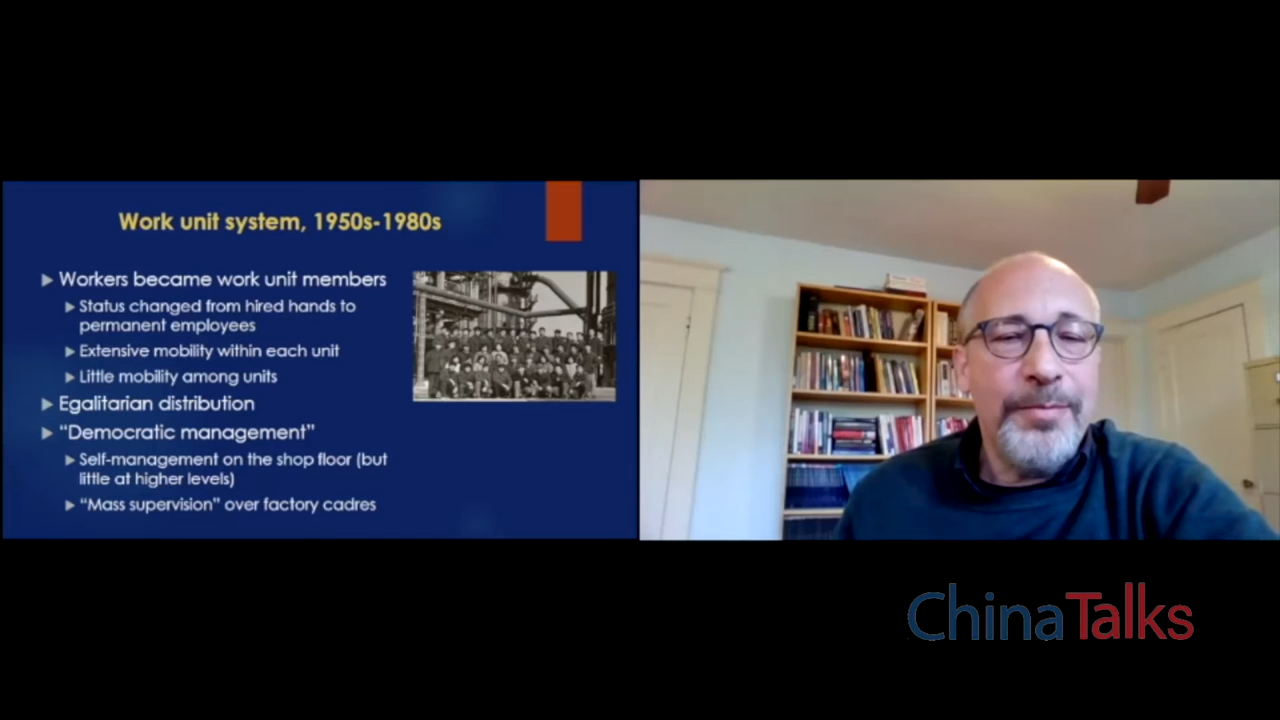 Work unit system, 1950s-1980s
Workers became work unit members
Status changed from hired hands to
permanent employees
Extensive mobility within each unit
Little mobility among units
Egalitarian distribution
“Democratic management”
Self-management on the shop floor (but
little at higher levels)
“Mass supervision” over factory cadres
ChinaTalks